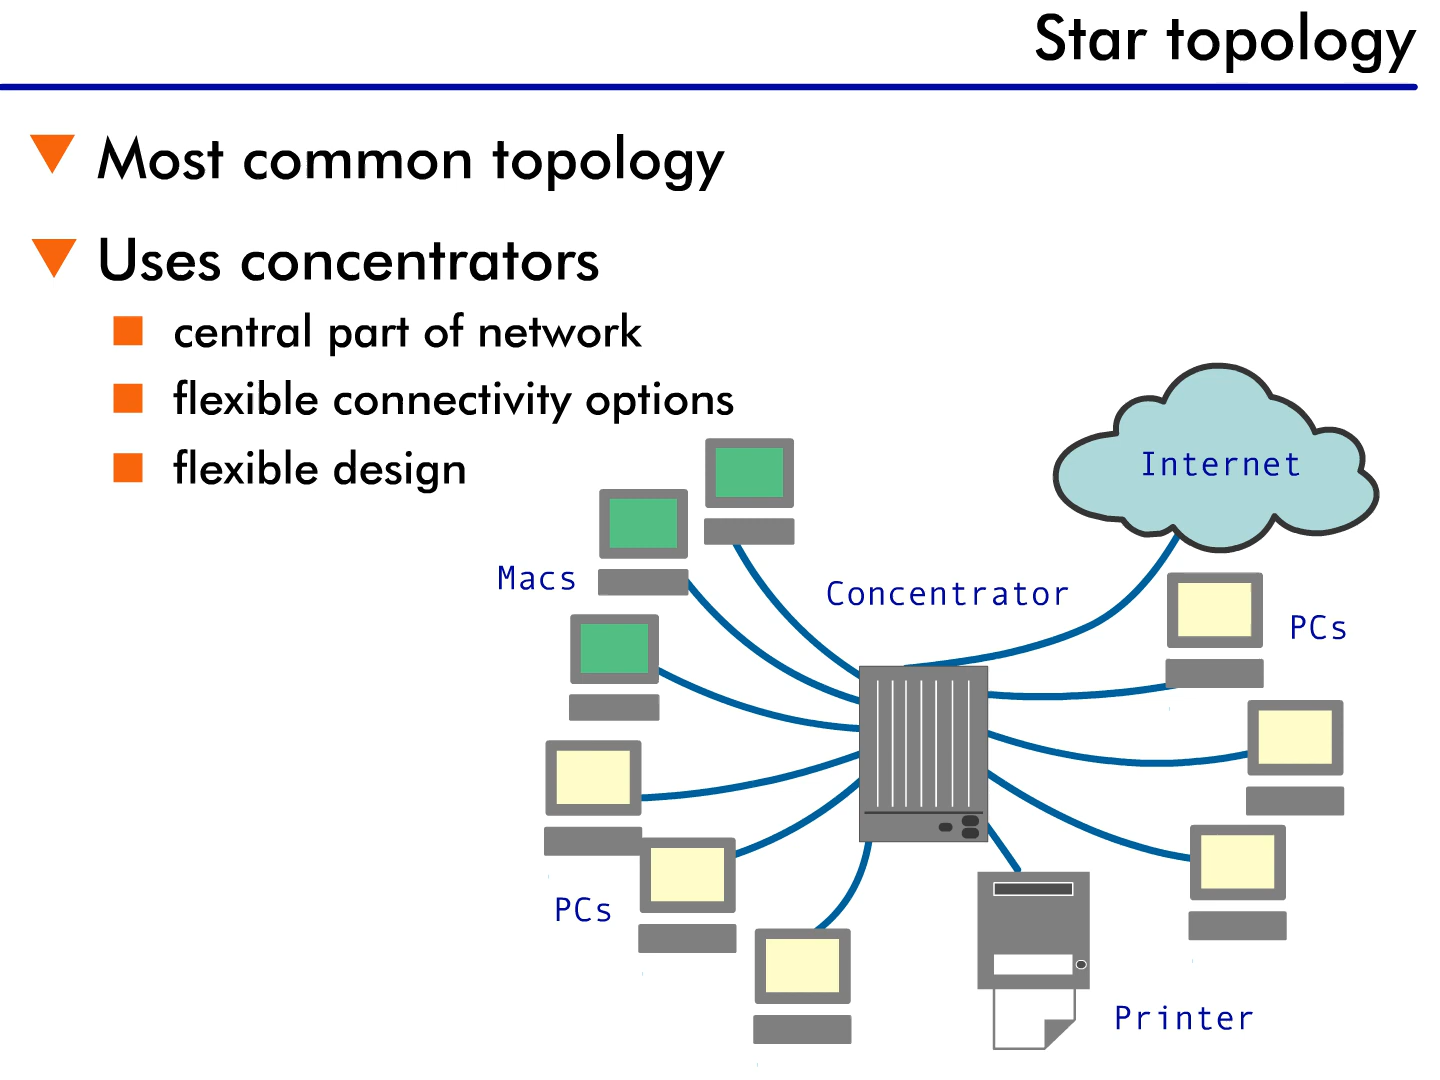 Star topology
Most common topology
Uses concentrators
central part of network
flexible connectivity options
flexible design
Internet
Macs
Concentrator
PCs
PCs
Printer